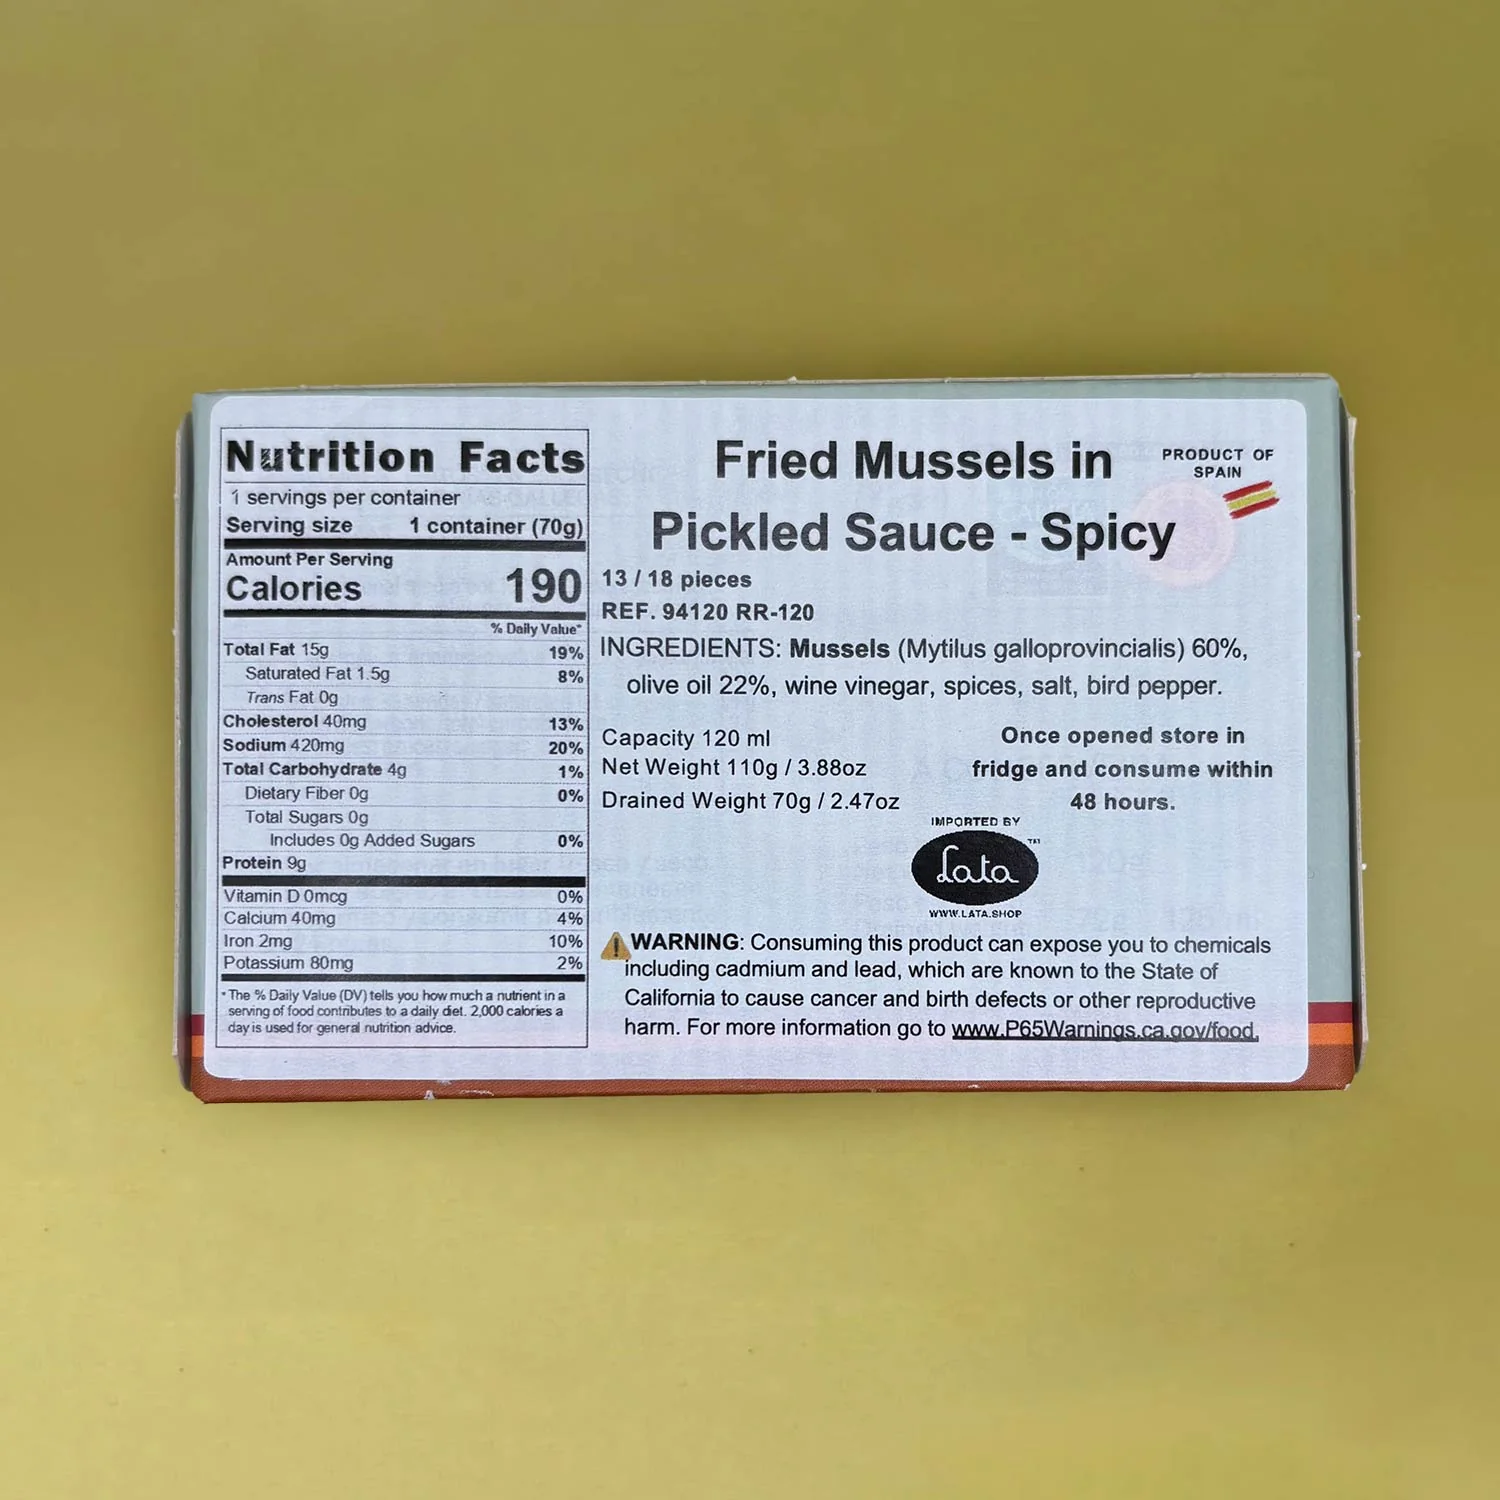 Nutrition Facts
1 servings per container
Serving size 1 container (70g)
Amount Per Serving
Calories 190
% Daily Value*
Total Fat 15g 19%
Saturated Fat 1.5g 8%
Trans Fat 0g
Cholesterol 40mg 13%
Sodium 420mg 20%
Total Carbohydrate 4g 1%
Dietary Fiber 0g 0%
Total Sugars 0g
Includes 0g Added Sugars 0%
Protein 9g
Vitamin D 0mcg 0%
Calcium 40mg 4%
Iron 2mg 10%
Potassium 80mg 2%
* The % Daily Value (DV) tells you how much a nutrient in a
serving of food contributes to a daily diet. 2,000 calories a
day is used for general nutrition advice.
Fried Mussels in
Pickled Sauce - Spicy
PRODUCT OF
SPAIN
13 / 18 pieces
REF. 94120 RR-120
INGREDIENTS: Mussels (Mytilus galloprovincialis) 60%,
olive oil 22%, wine vinegar, spices, salt, bird pepper.
Capacity 120 ml
Net Weight 110g / 3.88oz
Drained Weight 70g / 2.47oz
Once opened store in
fridge and consume within
48 hours.
IMPORTED BY
Lata TM
WWW.LATA.SHOP
WARNING: Consuming this product can expose you to chemicals
including cadmium and lead, which are known to the State of
California to cause cancer and birth defects or other reproductive
harm. For more information go to www.P65Warnings.ca.gov/food.